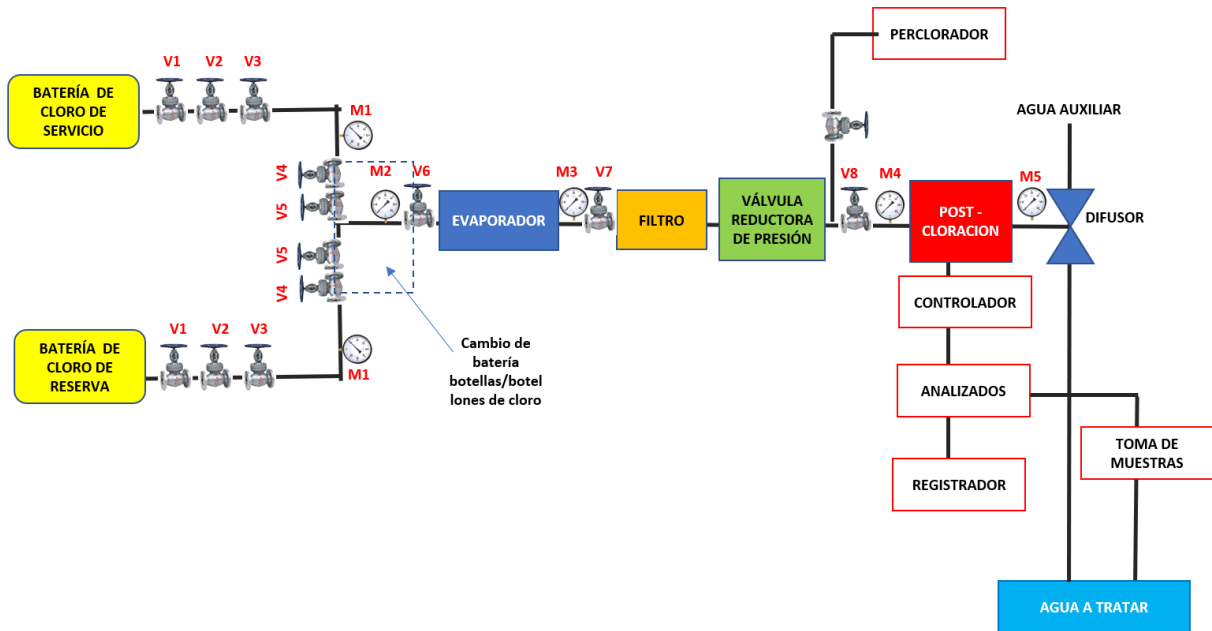 PERCLORADOR
V1 V2 V3
BATERÍA DE
CLORO DE
SERVICIO
M1
AGUA AUXILIAR
V4
M2
V6
M3
V7
V8
M4
M5
V5
EVAPORADOR
FILTRO
VÁLVULA
REDUCTORA
DE PRESIÓN
POST -
CLORACION
DIFUSOR
V5
V4
CONTROLADOR
V1 V2 V3
BATERÍA DE
CLORO DE
RESERVA
M1
Cambio de
batería
botellas/botel
lones de cloro
ANALIZADOS
TOMA DE
MUESTRAS
REGISTRADOR
AGUA A TRATAR